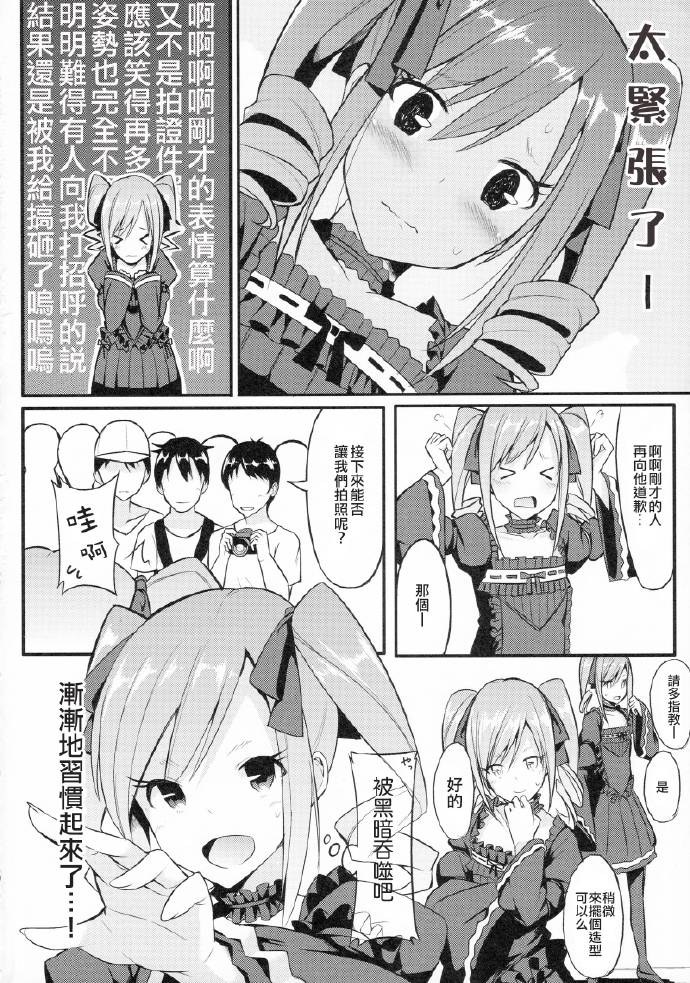 太緊張了ー
啊啊啊啊剛才的表情算什麼啊
又不是拍證件
應該笑得再多
姿勢也完全不
明明難得有人向我打招呼的說
結果還是被我給搞砸了嗚嗚嗚
啊啊剛才的人
再向他道歉…
那個ー
接下來能否
讓我們拍照呢？
哇啊
請多指教ー
是
好的
稍微
來擺個造型
可以么
被黑暗吞噬吧
漸漸地習慣起來了…！